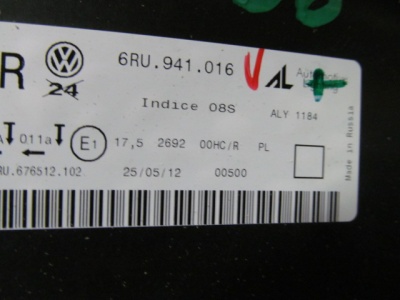 R 6RU.941.016 AL
24
Indice 08S ALY 1184
A 011a E1 17,5 2692 00HC/R PL
RU.676512.102 25/05/12 00500
Made in Russia